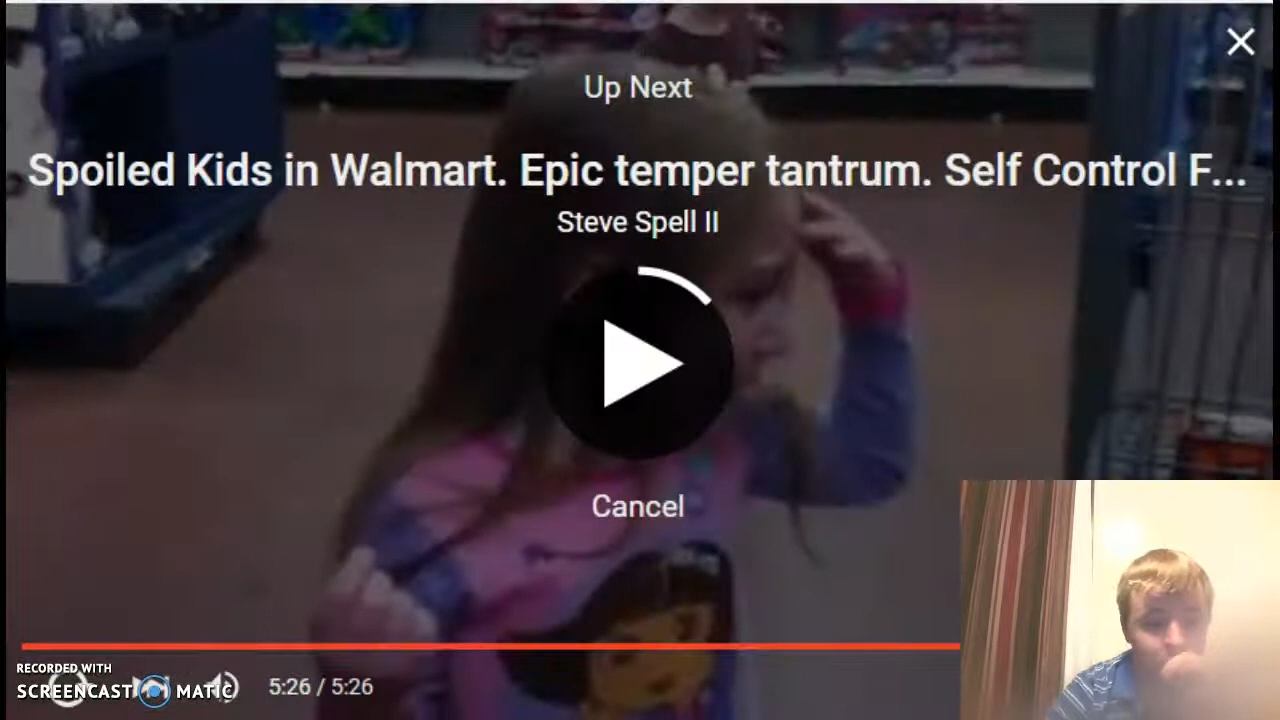 Up Next
Spoiled Kids in Walmart. Epic temper tantrum. Self Control F...
Steve Spell II
Cancel
RECORDED WITH
SCREENCAST MATIC
5:26 / 5:26